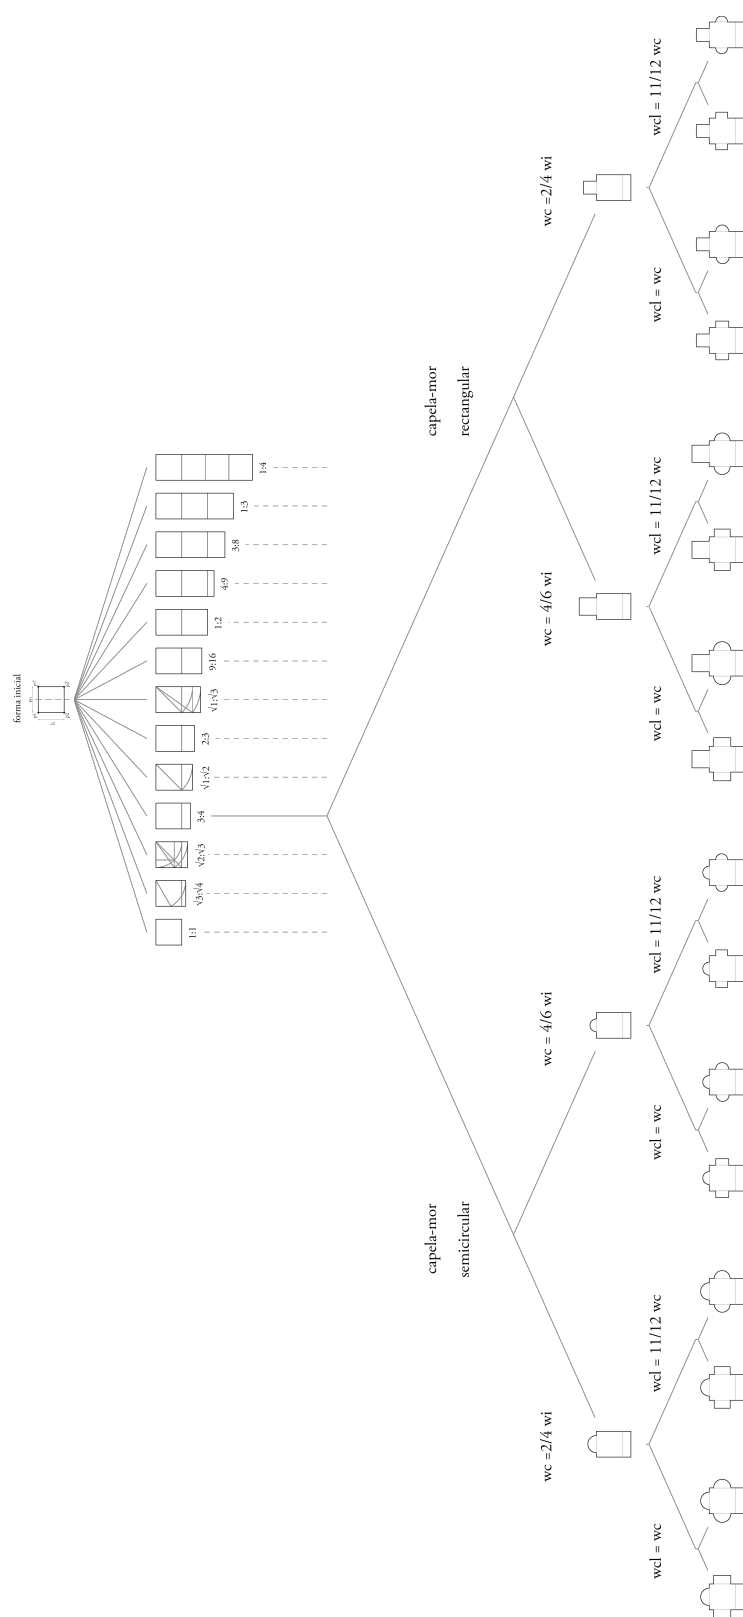 forma inicial
1:1
√3:√4
√2:√3
3:4
√1:√2
2:3
√1:√3
9:16
1:2
4:9
3:8
1:3
1:4
capela-mor
semicircular
capela-mor
rectangular
wc =2/4 wi
wc = 4/6 wi
wc = 4/6 wi
wc =2/4 wi
wcl = wc
wcl = 11/12 wc
wcl = wc
wcl = 11/12 wc
wcl = wc
wcl = 11/12 wc
wcl = wc
wcl = 11/12 wc